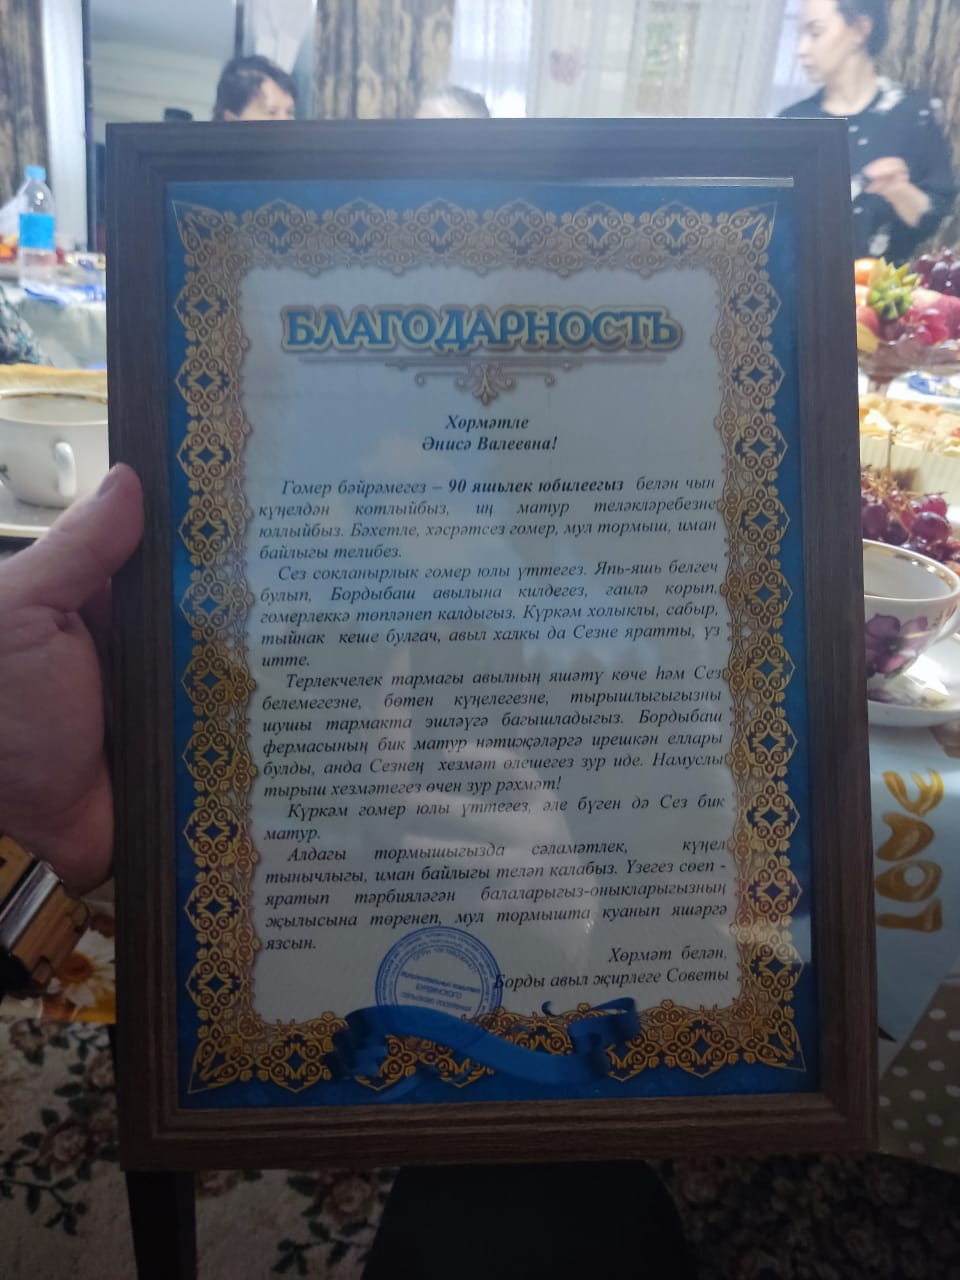 БЛАГОДАРНОСТЬ
Хөрмәтле
Әнисә Валеевна!
Гомер бәйрәмегез – 90 яшьлек юбилеегыз белән чын
күңелдән котлыйбыз, иң матур теләкләребезне
юллыйбыз. Бәхетле, хәсрәтсез гомер, мул тормыш, иман
байлыгы телибез.
Сез сокланырлык гомер юлы үттегез. Япь-яшь белгеч
булып, Бордыбаш авылына килдегез, гаилә корып,
гомерлеккә төпләнеп калдыгыз. Күркәм холыклы, сабыр,
тыйнак кеше булгач, авыл халкы да Сезне яратты, үз
итте.
Терлекчелек тармагы авылның яшәтү көче һәм Сез
белемегезне, бөтен күңелегезне, тырышлыгыгызны
шушы тармакта эшләүгә багышладыгыз. Бордыбаш
фермасының бик матур нәтиҗәләргә ирешкән еллары
булды, анда Сезнең хезмәт өлешегез зур иде. Намуслы
тырыш хезмәтегез өчен зур рәхмәт!
Күркәм гомер юлы үттегез, әле бүген дә Сез бик
матур.
Алдагы тормышыгызда сәламәтлек, күңел
тынычлыгы, иман байлыгы теләп калабыз. Үзегез сөеп -
яратып тәрбияләгән балаларыгыз-оныкларыгызның
җылысына төренеп, мул тормышта куанып яшәргә
язсын.
Хөрмәт белән,
Борды авыл җирлеге Советы
love